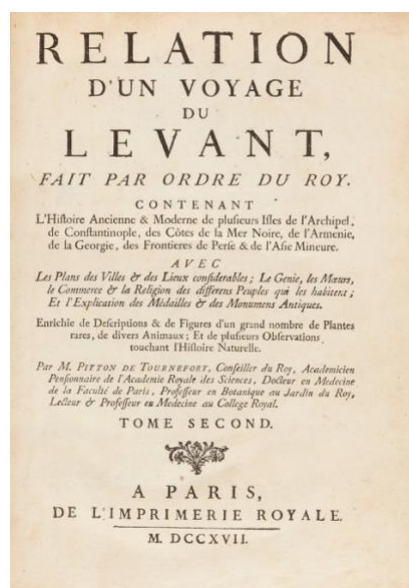 RELATION
D'UN VOYAGE
DU
LEVANT,
FAIT PAR ORDRE DU ROY.
CONTENANT
L'Hiſtoire Ancienne & Moderne de pluſieurs Iſles de l'Archipel,
de Conſtantinople, des Côtes de la Mer Noire, de l'Armenie,
de la Georgie, des Frontieres de Perſe & de l'Aſie Mineure.
AVEC
Les Plans des Villes & des Lieux conſiderables; Le Genie, les Mœurs,
le Commerce & la Religion des differens Peuples qui les habitent;
Et l'Explication des Médailles & des Monumens Antiques.
Enrichie de Deſcriptions & de Figures d'un grand nombre de Plantes
rares, de divers Animaux; Et de pluſieurs Obſervations
touchant l'Hiſtoire Naturelle.
Par M. PITTON DE TOURNEFORT, Conſeiller du Roy, Academicien
Penſionnaire de l'Academie Royale des Sciences, Docteur en Medecine
de la Faculté de Paris, Profeſſeur en Botanique au Jardin du Roy,
Lecteur & Profeſſeur en Medecine au College Royal.
TOME SECOND.
A PARIS,
DE L'IMPRIMERIE ROYALE.
M. DCCXVII.